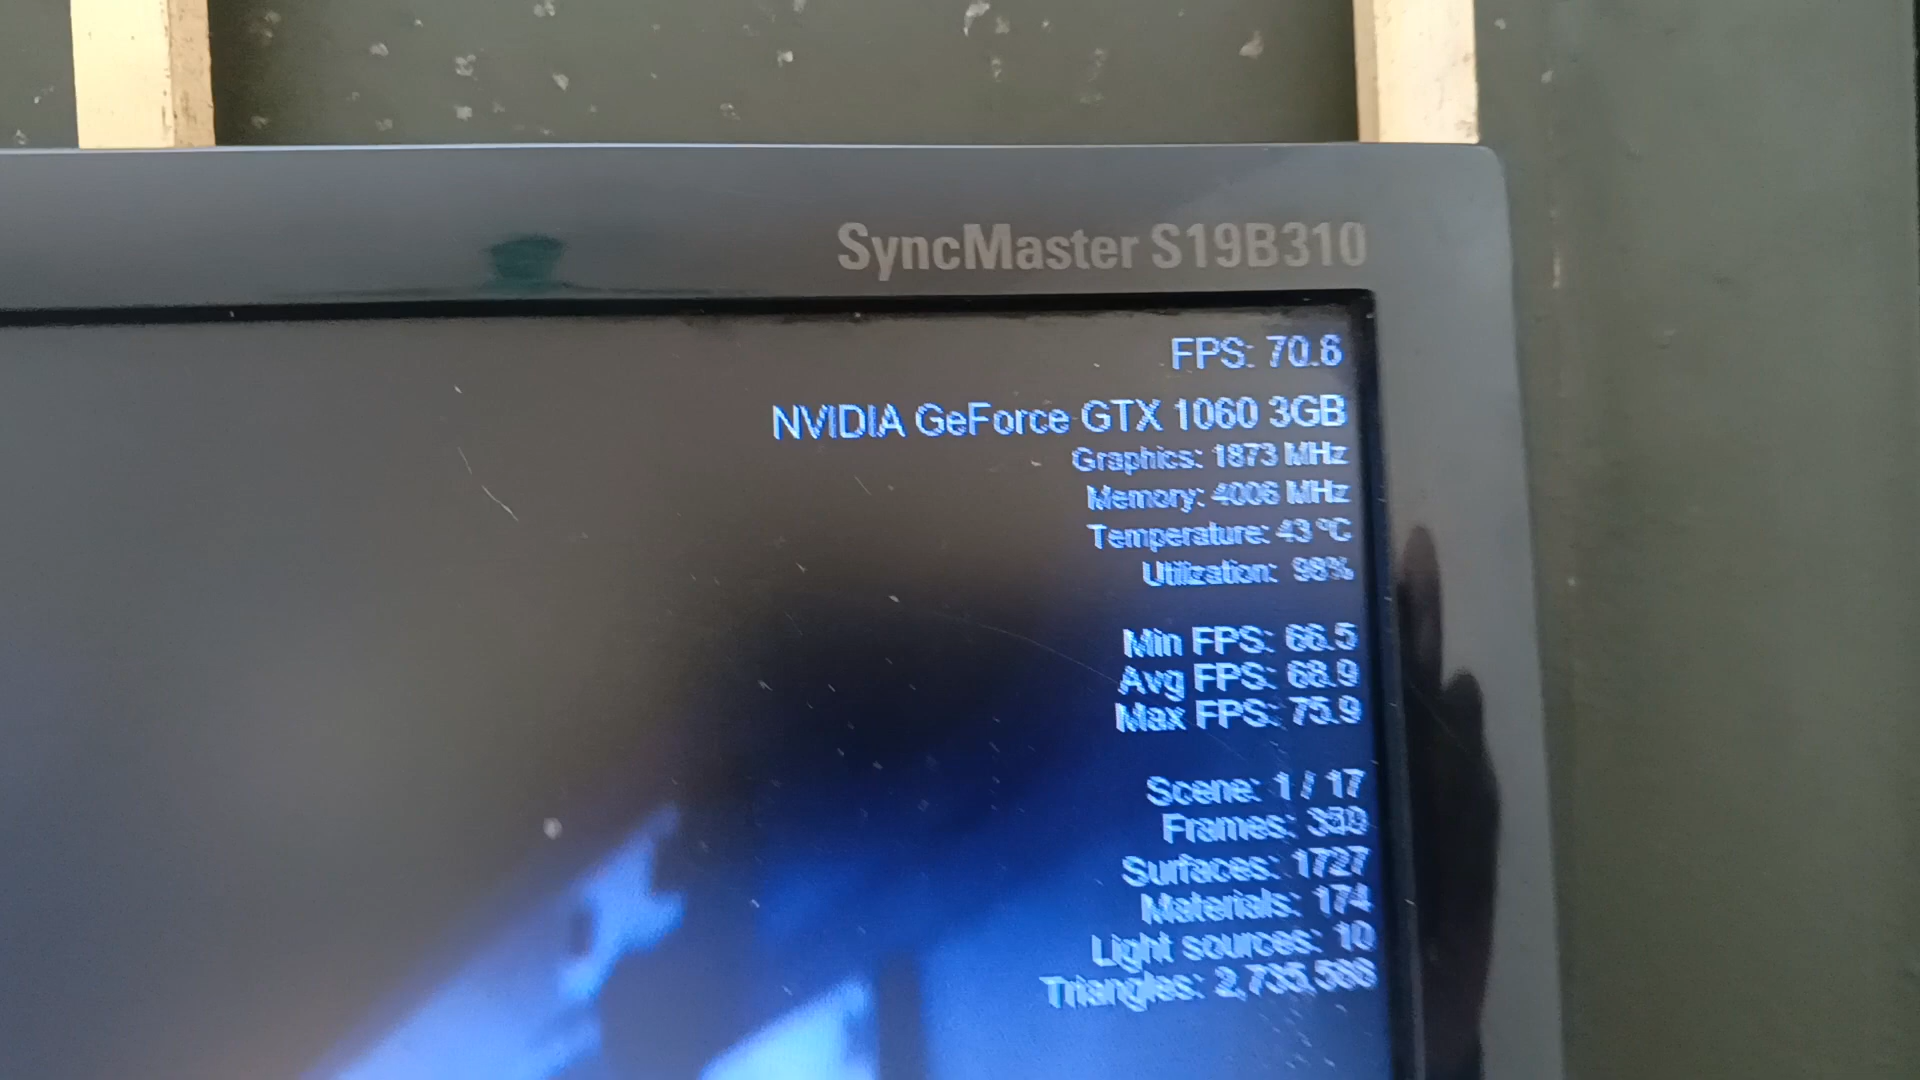 SyncMaster S19B310
FPS: 70.6
NVIDIA GeForce GTX 1060 3GB
Graphics: 1873 MHz
Memory: 4006 MHz
Temperature: 43 °C
Utilization: 98%
Min FPS: 66.5
Avg FPS: 68.9
Max FPS: 75.9
Scene: 1 / 17
Frames:
Surfaces: 1727
Materials: 174
Light sources: 10
Triangles: